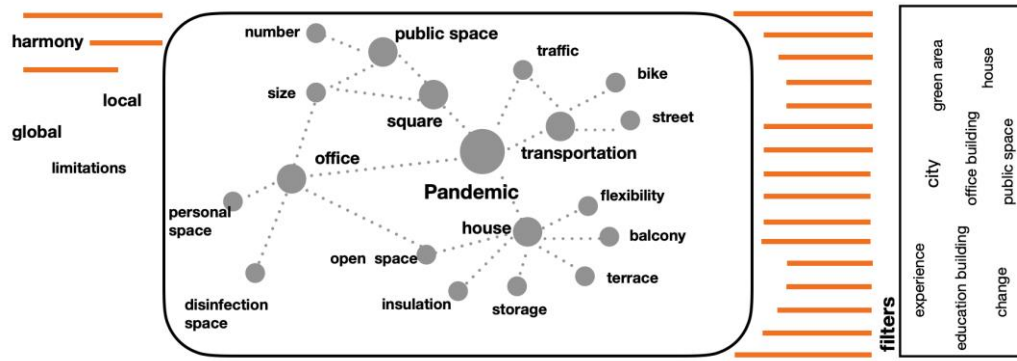 harmony
local
global
limitations
number
public space
traffic
bike
size
square
street
transportation
office
Pandemic
personal
space
flexibility
house
balcony
open space
terrace
insulation
storage
disinfection
space
filters
green area
house
city
office building
public space
experience
education building
change